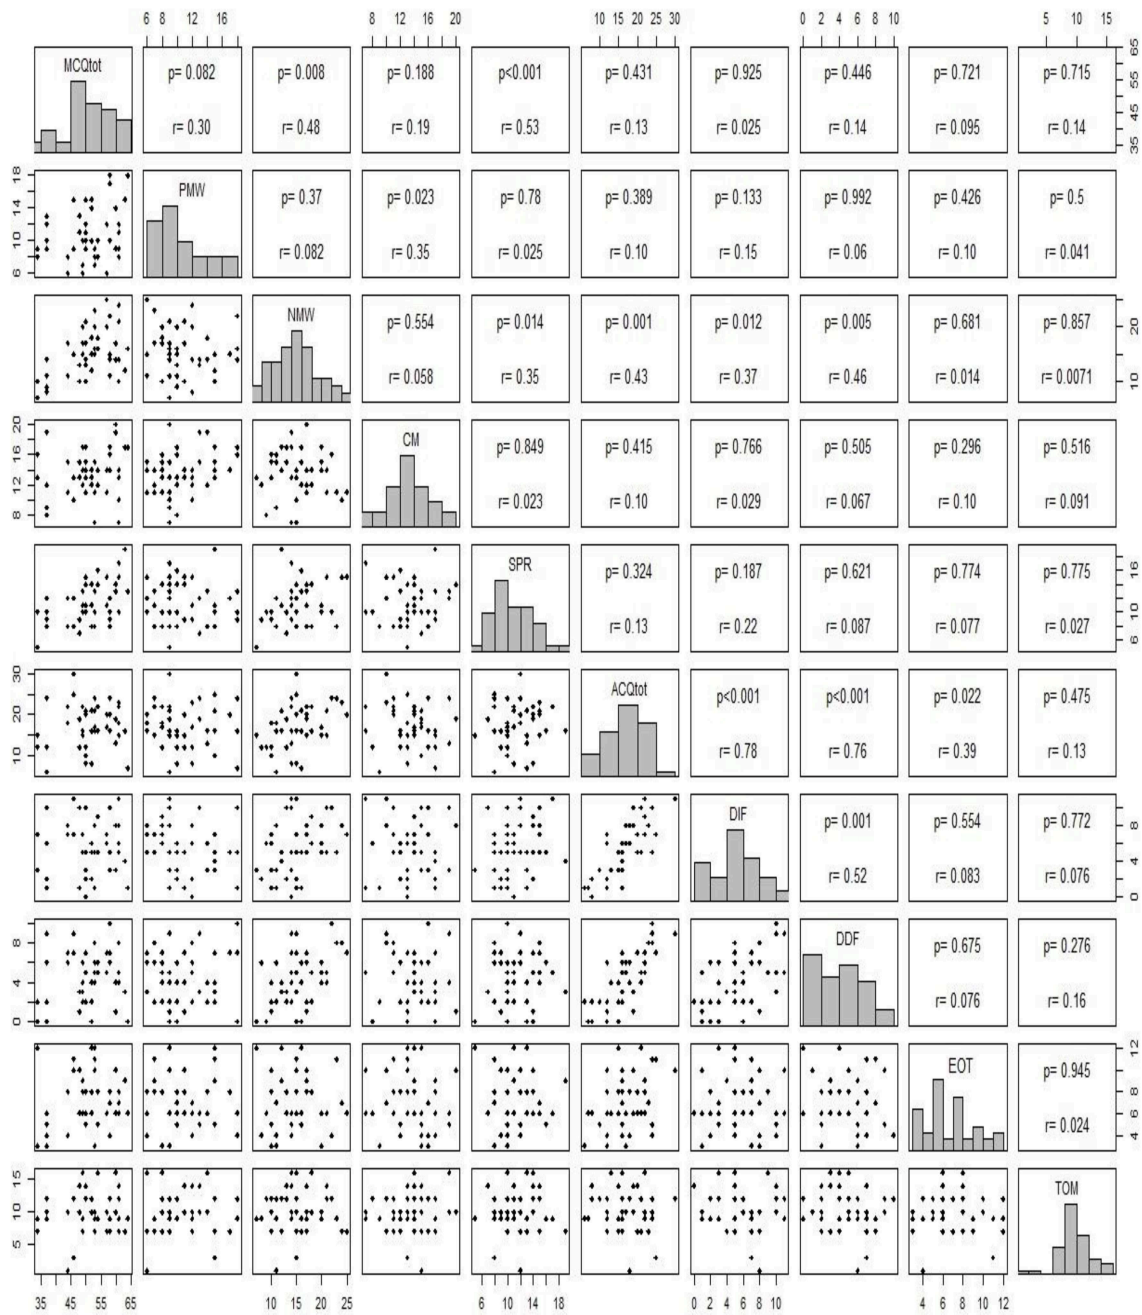 6 8 12 16 8 12 16 20 10 15 20 25 30 0 2 4 6 8 10 5 10 15
MCQtot p= 0.082 p= 0.008 p= 0.188 p<0.001 p= 0.431 p= 0.925 p= 0.446 p= 0.721 p= 0.715
r= 0.30 r= 0.48 r= 0.19 r= 0.53 r= 0.13 r= 0.025 r= 0.14 r= 0.095 r= 0.14
35 45 55 65
6 10 14 18
PMW p= 0.37 p= 0.023 p= 0.78 p= 0.389 p= 0.133 p= 0.992 p= 0.426 p= 0.5
r= 0.082 r= 0.35 r= 0.025 r= 0.10 r= 0.15 r= 0.06 r= 0.10 r= 0.041
NMW p= 0.554 p= 0.014 p= 0.001 p= 0.012 p= 0.005 p= 0.681 p= 0.857
r= 0.058 r= 0.35 r= 0.43 r= 0.37 r= 0.46 r= 0.014 r= 0.0071
10 20
8 12 16 20
CM p= 0.849 p= 0.415 p= 0.766 p= 0.505 p= 0.296 p= 0.516
r= 0.023 r= 0.10 r= 0.029 r= 0.067 r= 0.10 r= 0.091
SPR p= 0.324 p= 0.187 p= 0.621 p= 0.774 p= 0.775
r= 0.13 r= 0.22 r= 0.087 r= 0.077 r= 0.027
6 10 16
10 20 30
ACQtot p<0.001 p<0.001 p= 0.022 p= 0.475
r= 0.78 r= 0.76 r= 0.39 r= 0.13
DIF p= 0.001 p= 0.554 p= 0.772
r= 0.52 r= 0.083 r= 0.076
0 4 8
0 4 8
DDF p= 0.675 p= 0.276
r= 0.076 r= 0.16
EOT p= 0.945
r= 0.024
4 6 8 12
5 10 15
TOM
35 45 55 65 10 15 20 25 6 10 14 18 0 2 4 6 8 10 4 6 8 10 12